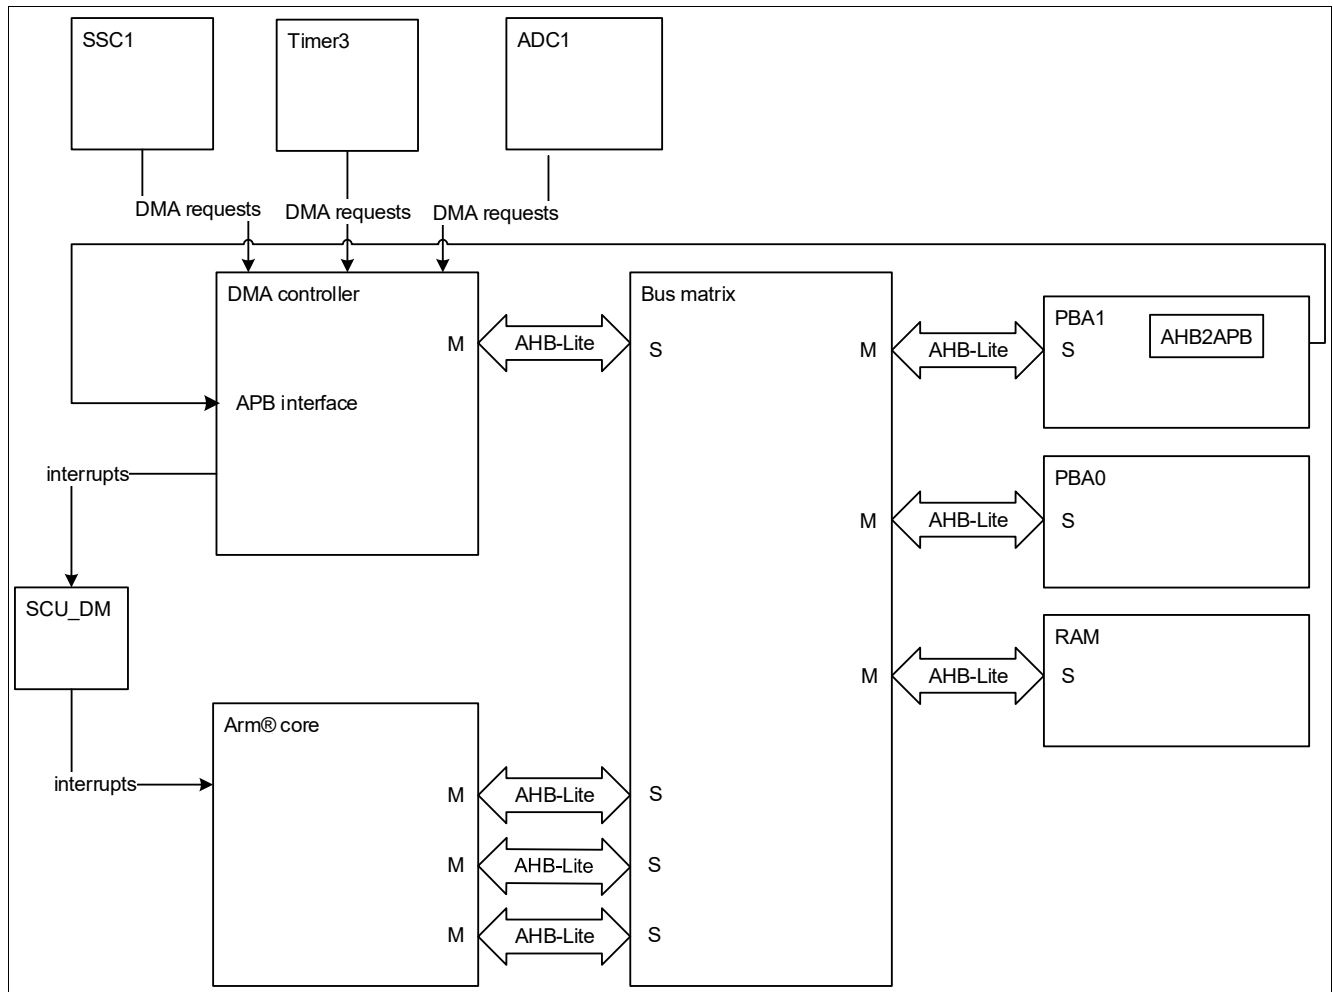 SSC1
Timer3
ADC1
DMA requests
DMA requests
DMA requests
DMA controller
M
APB interface
AHB-Lite
Bus matrix
S
M
AHB-Lite
PBA1
S
AHB2APB
interrupts
M
AHB-Lite
PBA0
S
SCU_DM
M
AHB-Lite
RAM
S
interrupts
Arm® core
M
AHB-Lite
S
M
AHB-Lite
S
M
AHB-Lite
S